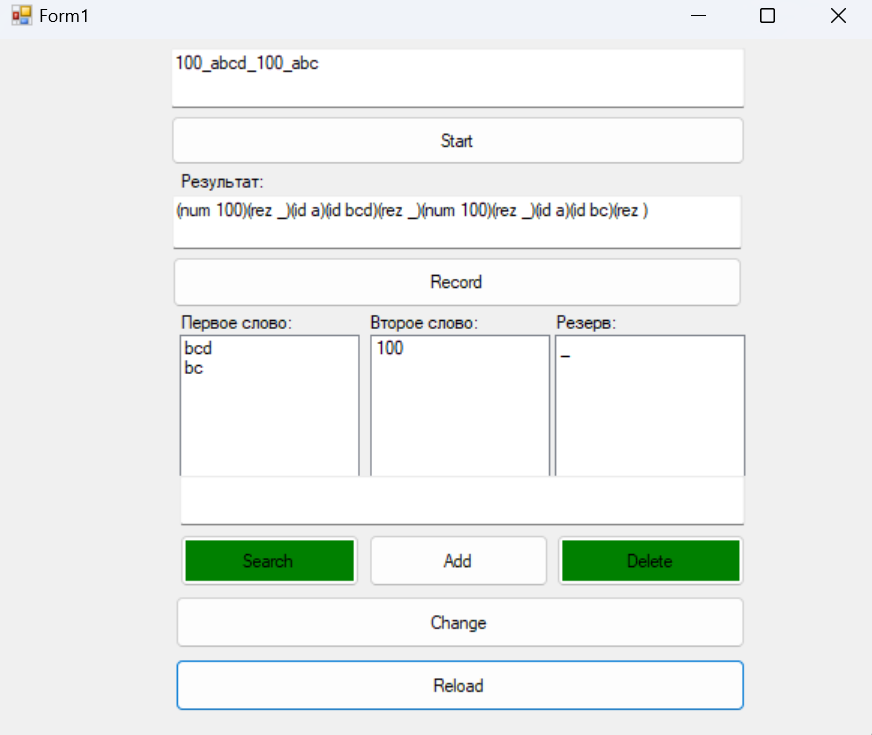 Form1
100_abcd_100_abc
Start
Результат:
(num 100)(rez _)(id a)(id bcd)(rez _)(num 100)(rez _)(id a)(id bc)(rez )
Record
Первое слово: Второе слово: Резерв:
bcd 100 _
bc
Search Add Delete
Change
Reload